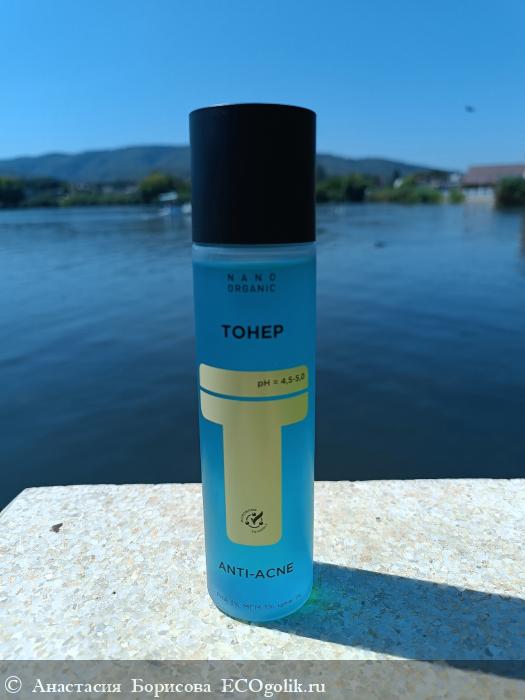 NANO
ORGANIC
ТОНЕР
pH = 4,5-5,0
ANTI-ACNE
© Анастасия Борисова ECOgolik.ru